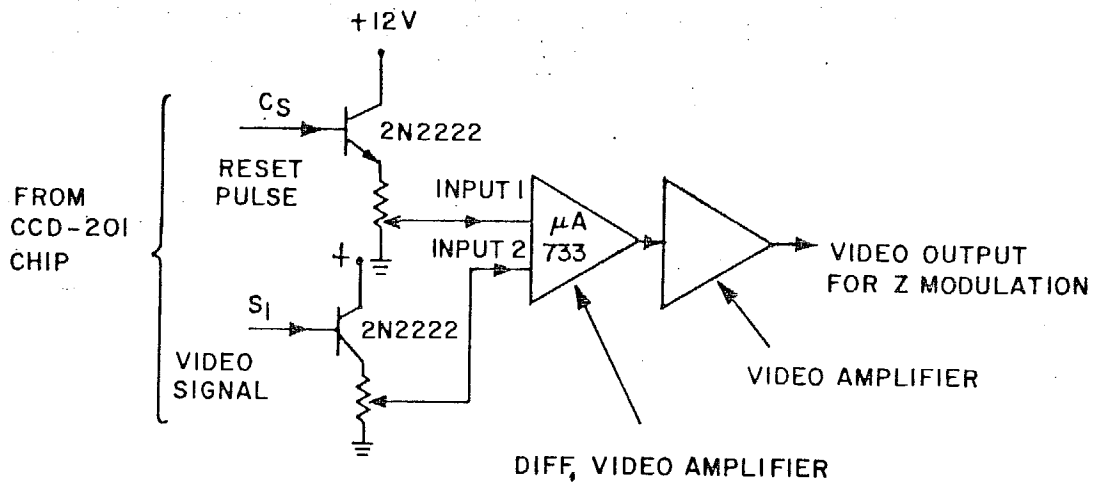 +12V
CS
2N2222
RESET
PULSE
FROM
CCD-201
CHIP
INPUT 1
INPUT 2
μA
733
+
S1
2N2222
VIDEO
SIGNAL
VIDEO OUTPUT
FOR Z MODULATION
VIDEO AMPLIFIER
DIFF, VIDEO AMPLIFIER